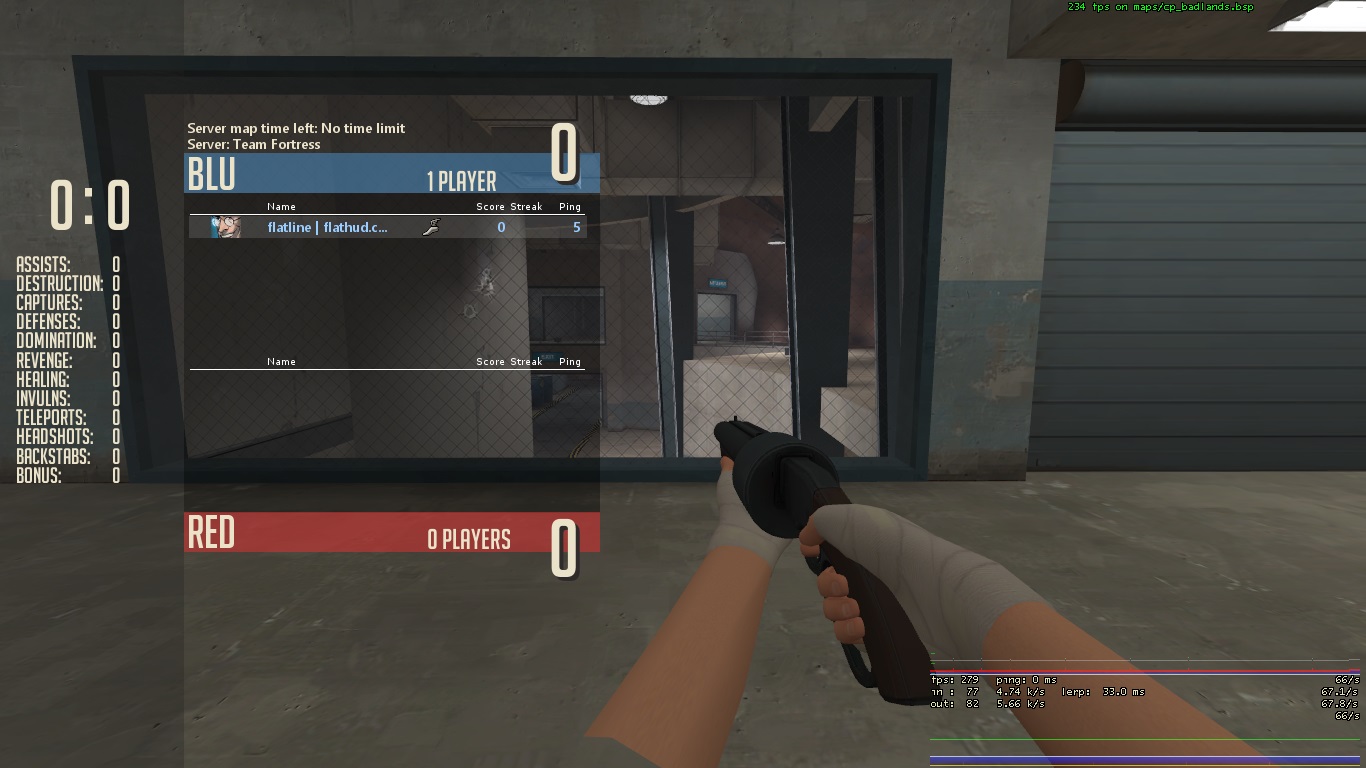 234 fps on maps/cp_badlands.bsp
Server map time left: No time limit
Server: Team Fortress
BLU 1 PLAYER 0
Name Score Streak Ping
flatline | flathud.c... 0 5
0:0
ASSISTS: 0
DESTRUCTION: 0
CAPTURES: 0
DEFENSES: 0
DOMINATION: 0
REVENGE: 0
HEALING: 0
INVULNS: 0
TELEPORTS: 0
HEADSHOTS: 0
BACKSTABS: 0
BONUS: 0
Name Score Streak Ping
RED 0 PLAYERS 0
fps: 279 ping: 0 ms 66/s
in : 77 4.74 k/s lerp: 33.0 ms 67.1/s
out: 82 5.66 k/s 67.8/s
66/s